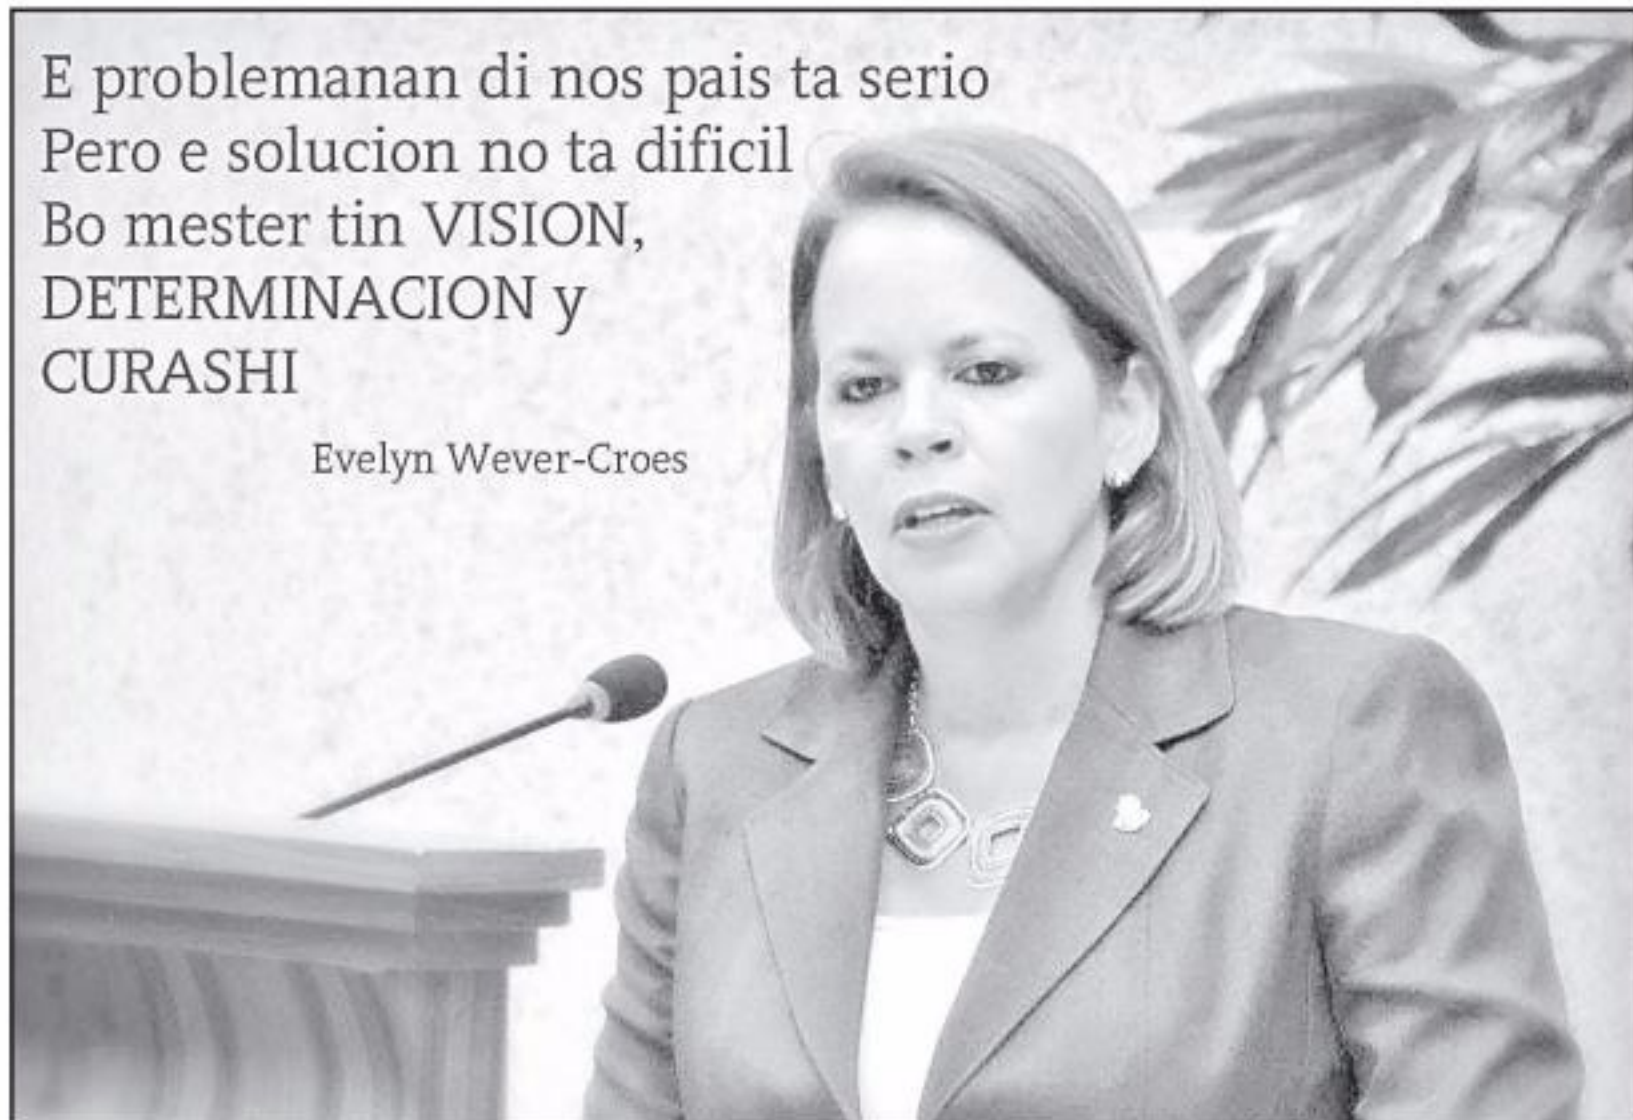 E problemanan di nos pais ta serio
Pero e solucion no ta dificil
Bo mester tin VISION,
DETERMINACION y
CURASHI
Evelyn Wever-Croes